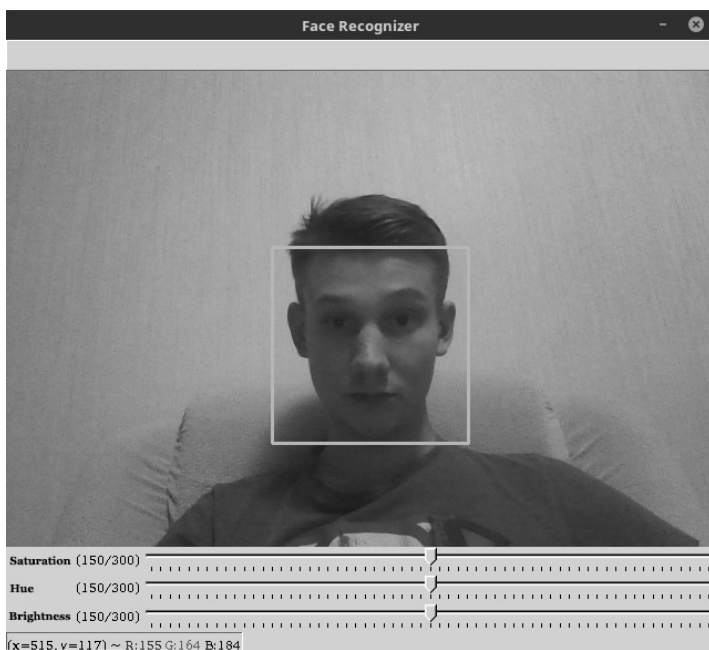 Face Recognizer
Saturation (150/300)
Hue (150/300)
Brightness (150/300)
(x=515, y=117) ~ R:155 G:164 B:184